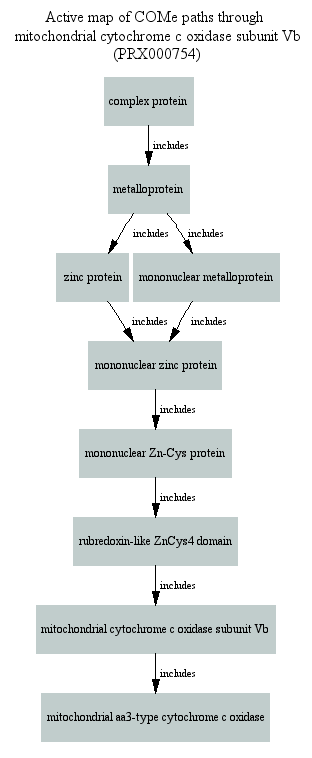 Active map of COMe paths through
mitochondrial cytochrome c oxidase subunit Vb
(PRX000754)
complex protein
includes
metalloprotein
includes
includes
zinc protein
mononuclear metalloprotein
includes
includes
mononuclear zinc protein
includes
mononuclear Zn-Cys protein
includes
rubredoxin-like ZnCys4 domain
includes
mitochondrial cytochrome c oxidase subunit Vb
includes
mitochondrial aa3-type cytochrome c oxidase